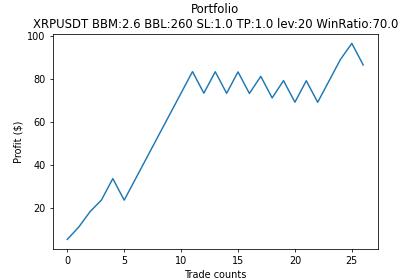 Portfolio
XRPUSDT BBM:2.6 BBL:260 SL:1.0 TP:1.0 lev:20 WinRatio:70.0
100
80
60
40
20
Profit ($)
0 5 10 15 20 25
Trade counts